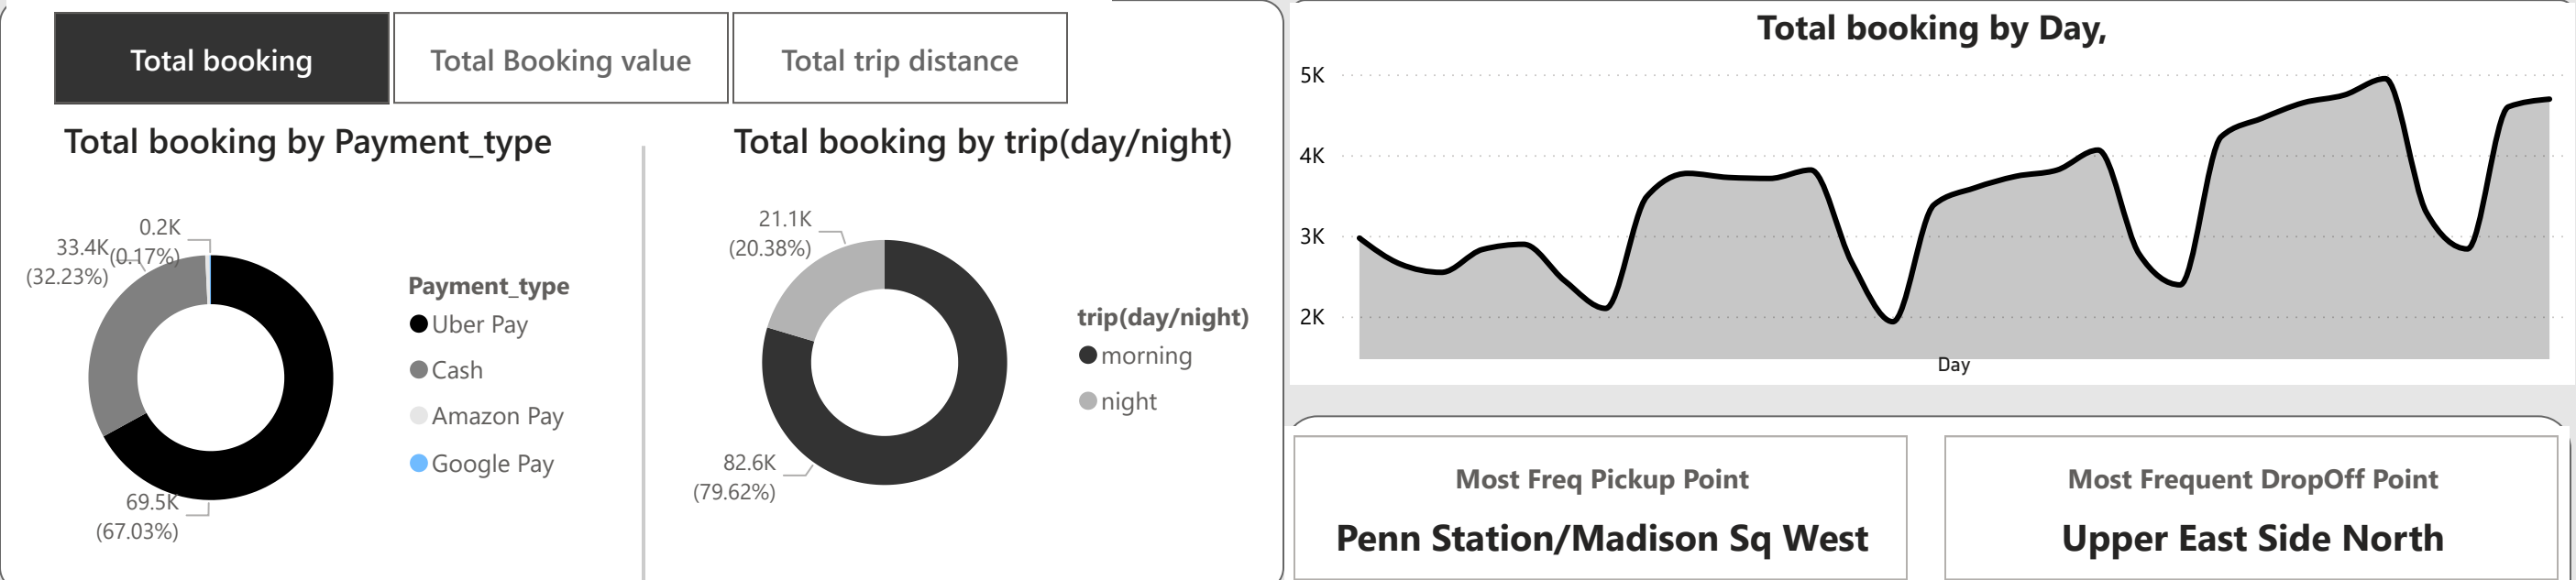 Total booking
Total Booking value
Total trip distance
Total booking by Payment_type
0.2K
(0.17%)
33.4K
(32.23%)
69.5K
(67.03%)
Payment_type
Uber Pay
Cash
Amazon Pay
Google Pay
Total booking by trip(day/night)
21.1K
(20.38%)
82.6K
(79.62%)
trip(day/night)
morning
night
Total booking by Day,
5K
4K
3K
2K
Day
Most Freq Pickup Point
Penn Station/Madison Sq West
Most Frequent DropOff Point
Upper East Side North